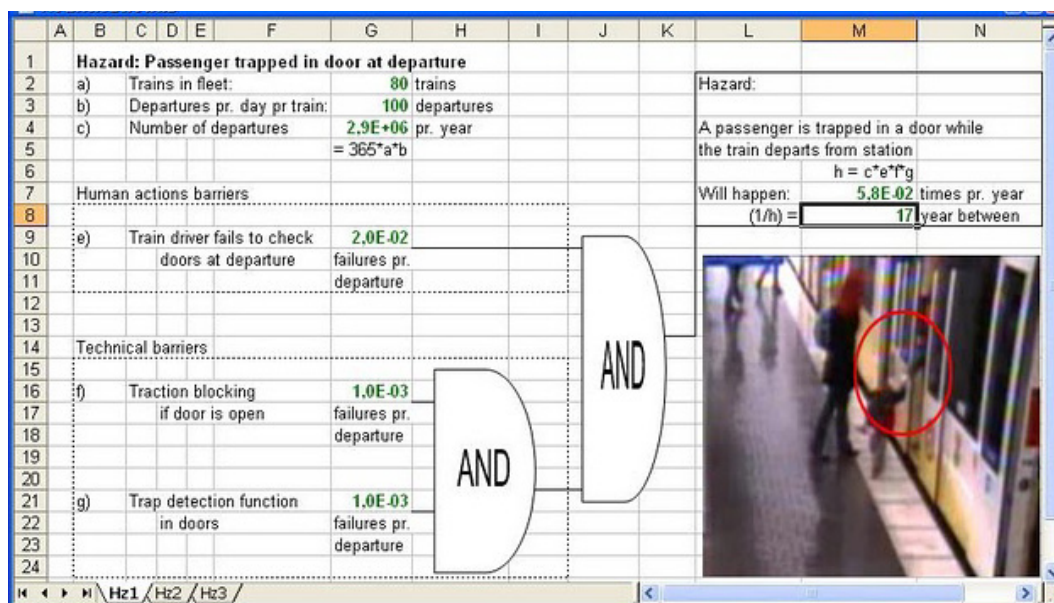 A B C D E F G H I J K L M N
1 Hazard: Passenger trapped in door at departure
2 a) Trains in fleet: 80 trains Hazard:
3 b) Departures pr. day pr train: 100 departures
4 c) Number of departures 2,9E+06 pr. year A passenger is trapped in a door while
5 = 365*a*b the train departs from station
6 h = c*e*f*g
7 Human actions barriers Will happen: 5,8E-02 times pr. year
8 (1/h) = 17 year between
9 e) Train driver fails to check 2,0E-02
10 doors at departure failures pr.
11 departure
12
13
14 Technical barriers
15
AND
16 f) Traction blocking 1,0E-03
17 if door is open failures pr.
18 departure
19
20
AND
21 g) Trap detection function 1,0E-03
22 in doors failures pr.
23 departure
24
Hz1 / Hz2 / Hz3 /